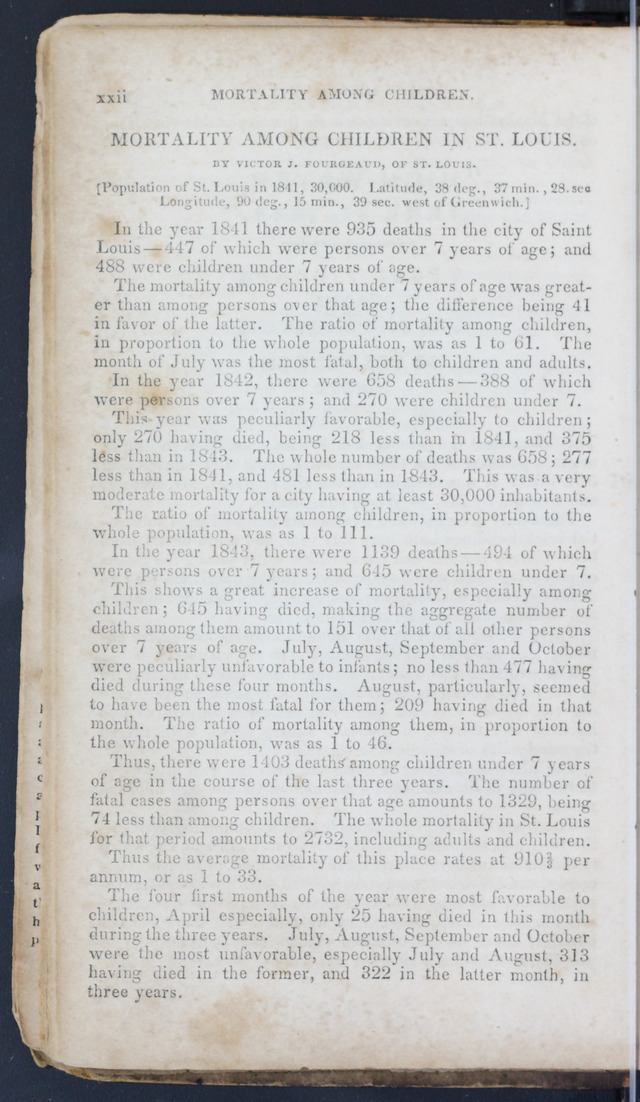 xxii MORTALITY AMONG CHILDREN.
MORTALITY AMONG CHILDREN IN ST. LOUIS.
BY VICTOR J. FOURGEAUD, OF ST. LOUIS.
[Population of St. Louis in 1841, 30,000. Latitude, 38 deg., 37 min., 28. sec
Longitude, 90 deg., 15 min., 39 sec. west of Greenwich.]
In the year 1841 there were 935 deaths in the city of Saint
Louis—447 of which were persons over 7 years of age; and
488 were children under 7 years of age.
The mortality among children under 7 years of age was great-
er than among persons over that age; the difference being 41
in favor of the latter. The ratio of mortality among children,
in proportion to the whole population, was as 1 to 61. The
month of July was the most fatal, both to children and adults.
In the year 1842, there were 658 deaths—388 of which
were persons over 7 years; and 270 were children under 7.
This year was peculiarly favorable, especially to children;
only 270 having died, being 218 less than in 1841, and 375
less than in 1843. The whole number of deaths was 658; 277
less than in 1841, and 481 less than in 1843. This was a very
moderate mortality for a city having at least 30,000 inhabitants.
The ratio of mortality among children, in proportion to the
whole population, was as 1 to 111.
In the year 1843, there were 1139 deaths—494 of which
were persons over 7 years; and 645 were children under 7.
This shows a great increase of mortality, especially among
children; 645 having died, making the aggregate number of
deaths among them amount to 151 over that of all other persons
over 7 years of age. July, August, September and October
were peculiarly unfavorable to infants; no less than 477 having
died during these four months. August, particularly, seemed
to have been the most fatal for them; 209 having died in that
month. The ratio of mortality among them, in proportion to
the whole population, was as 1 to 46.
Thus, there were 1403 deaths among children under 7 years
of age in the course of the last three years. The number of
fatal cases among persons over that age amounts to 1329, being
74 less than among children. The whole mortality in St. Louis
for that period amounts to 2732, including adults and children.
Thus the average mortality of this place rates at 910⅔ per
annum, or as 1 to 33.
The four first months of the year were most favorable to
children, April especially, only 25 having died in this month
during the three years. July, August, September and October
were the most unfavorable, especially July and August, 313
having died in the former, and 322 in the latter month, in
three years.